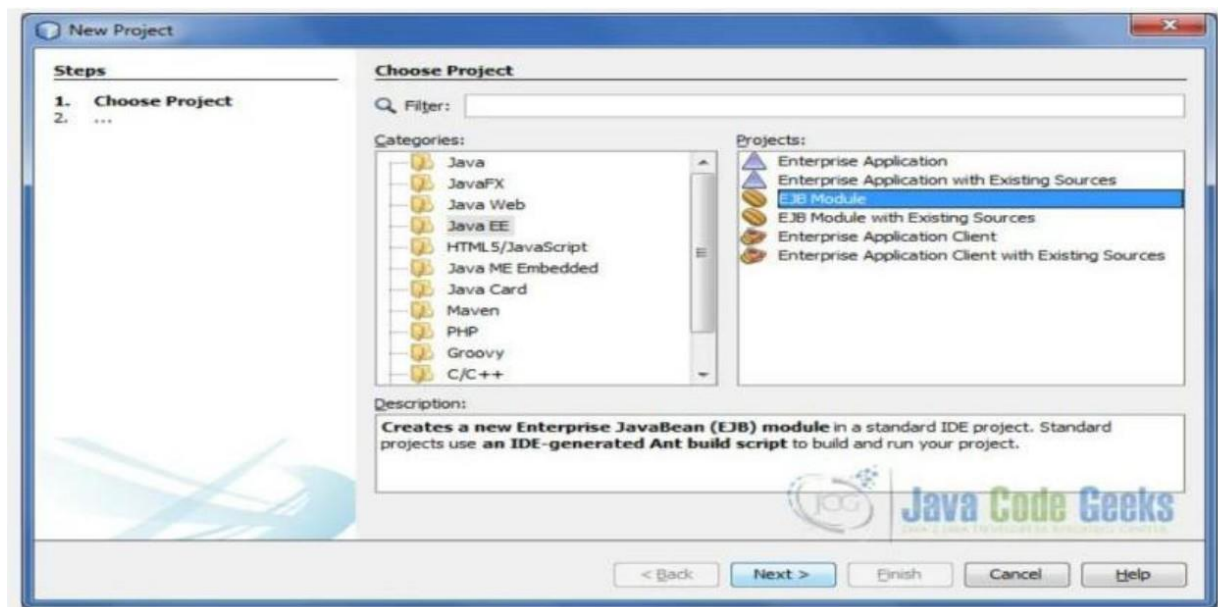 New Project
Steps
1. Choose Project
2. ...
Choose Project
Filter:
Categories:
Java
JavaFX
Java Web
Java EE
HTML5/JavaScript
Java ME Embedded
Java Card
Maven
PHP
Groovy
C/C++
Projects:
Enterprise Application
Enterprise Application with Existing Sources
EJB Module
EJB Module with Existing Sources
Enterprise Application Client
Enterprise Application Client with Existing Sources
Description:
Creates a new Enterprise JavaBean (EJB) module in a standard IDE project. Standard
projects use an IDE-generated Ant build script to build and run your project.
JCG
Java Code Geeks
< Back
Next >
Finish
Cancel
Help